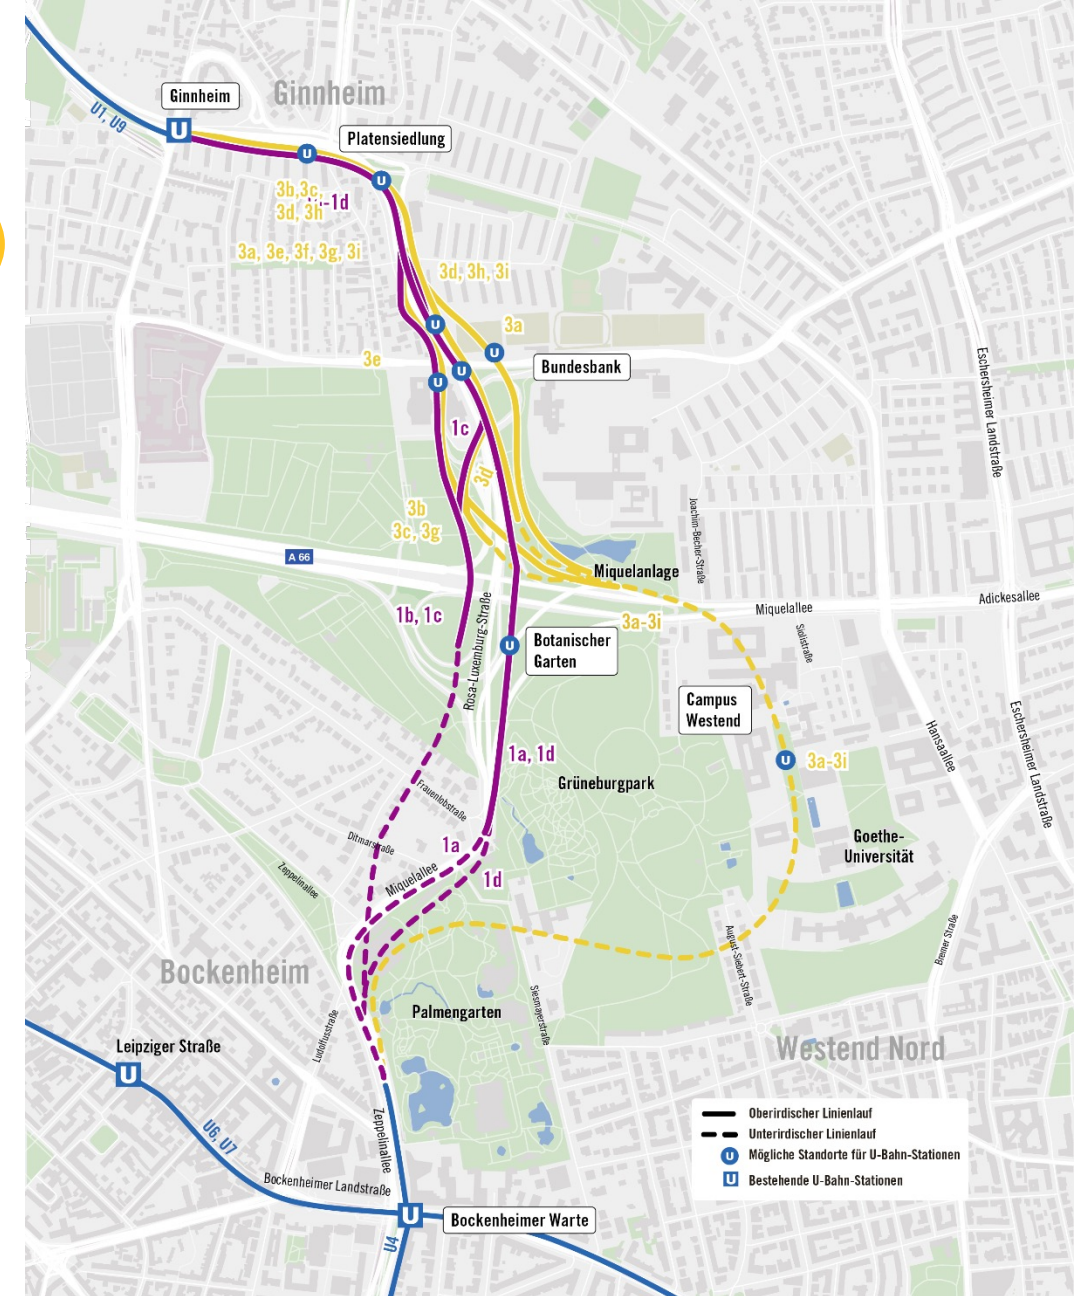 Ginnheim
Ginnheim
U1, U9
Platensiedlung
3b,3c,
-1d
3d, 3h
3a, 3e, 3f, 3g, 3i
3d, 3h, 3i
3a
3e
Bundesbank
Eschersheimer Landstraße
1c
3d
3b
3c, 3g
Joachim-Becher-Straße
A 66
Miquelanlage
Adickesallee
Miquelallee
1b, 1c
3a-3i
Rosa-Luxemburg-Straße
Botanischer
Garten
Siolistraße
Campus
Westend
Hansaallee
Eschersheimer Landstraße
1a, 1d
3a-3i
Grüneburgpark
Frauenlobstraße
Ditmarstraße
1a
Goethe-
Universität
Miquelallee
1d
Zeppelinallee
August-Siebert-Straße
Bremer Straße
Bockenheim
Palmengarten
Siesmayerstraße
Ludolfusstraße
Leipziger Straße
Westend Nord
U6, U7
Zeppelinallee
Oberirdischer Linienlauf
Unterirdischer Linienlauf
U Mögliche Standorte für U-Bahn-Stationen
U Bestehende U-Bahn-Stationen
Bockenheimer Landstraße
Bockenheimer Warte
U4